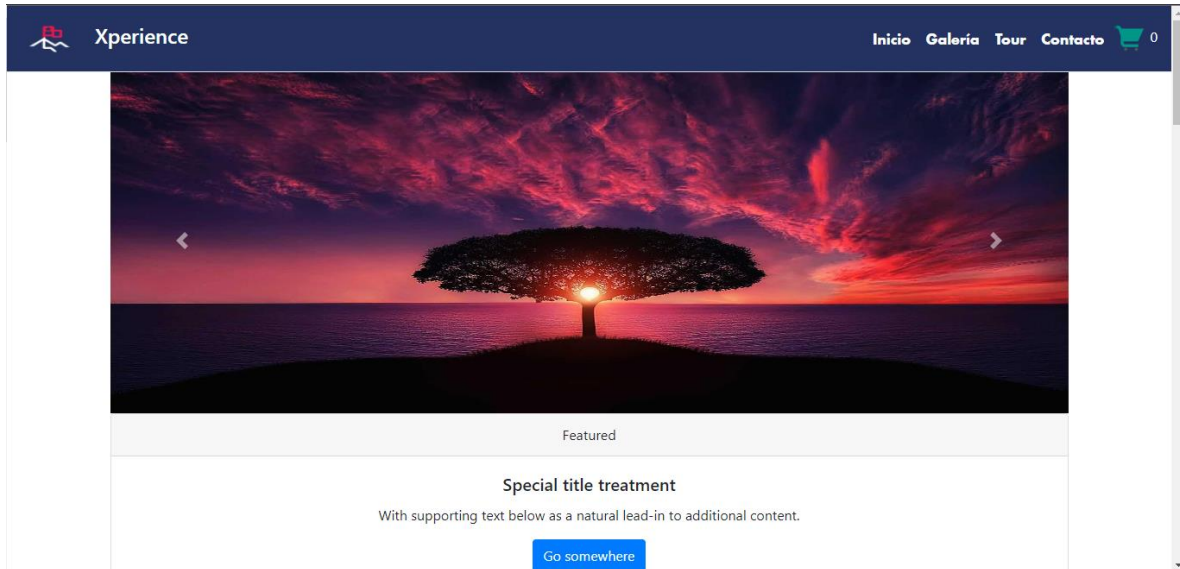 Xperience
Inicio Galería Tour Contacto 0
Featured
Special title treatment
With supporting text below as a natural lead-in to additional content.
Go somewhere